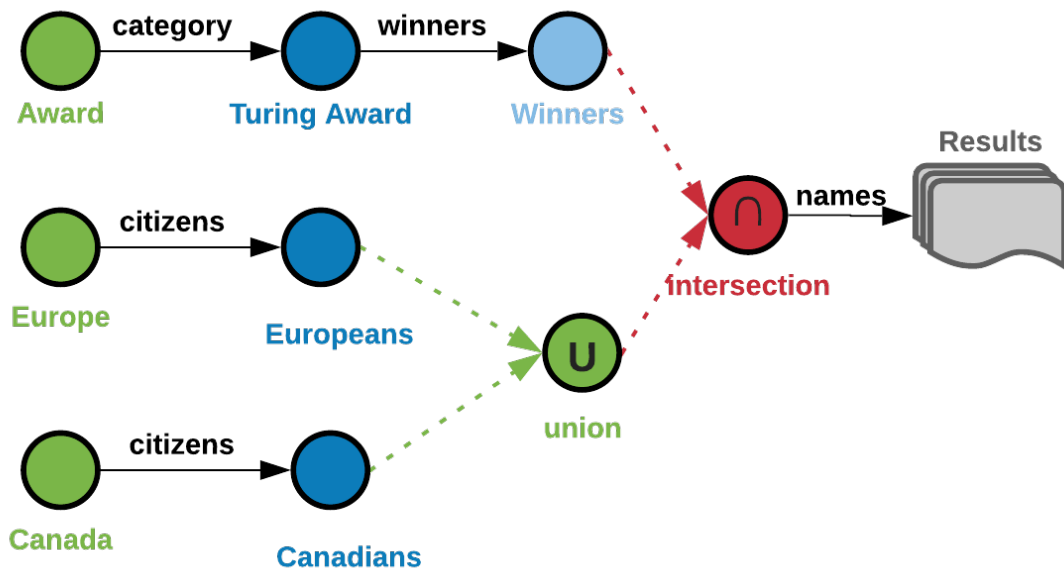 category
winners
Award
Turing Award
Winners
Results
citizens
∩
names
Europe
Europeans
intersection
U
union
citizens
Canada
Canadians